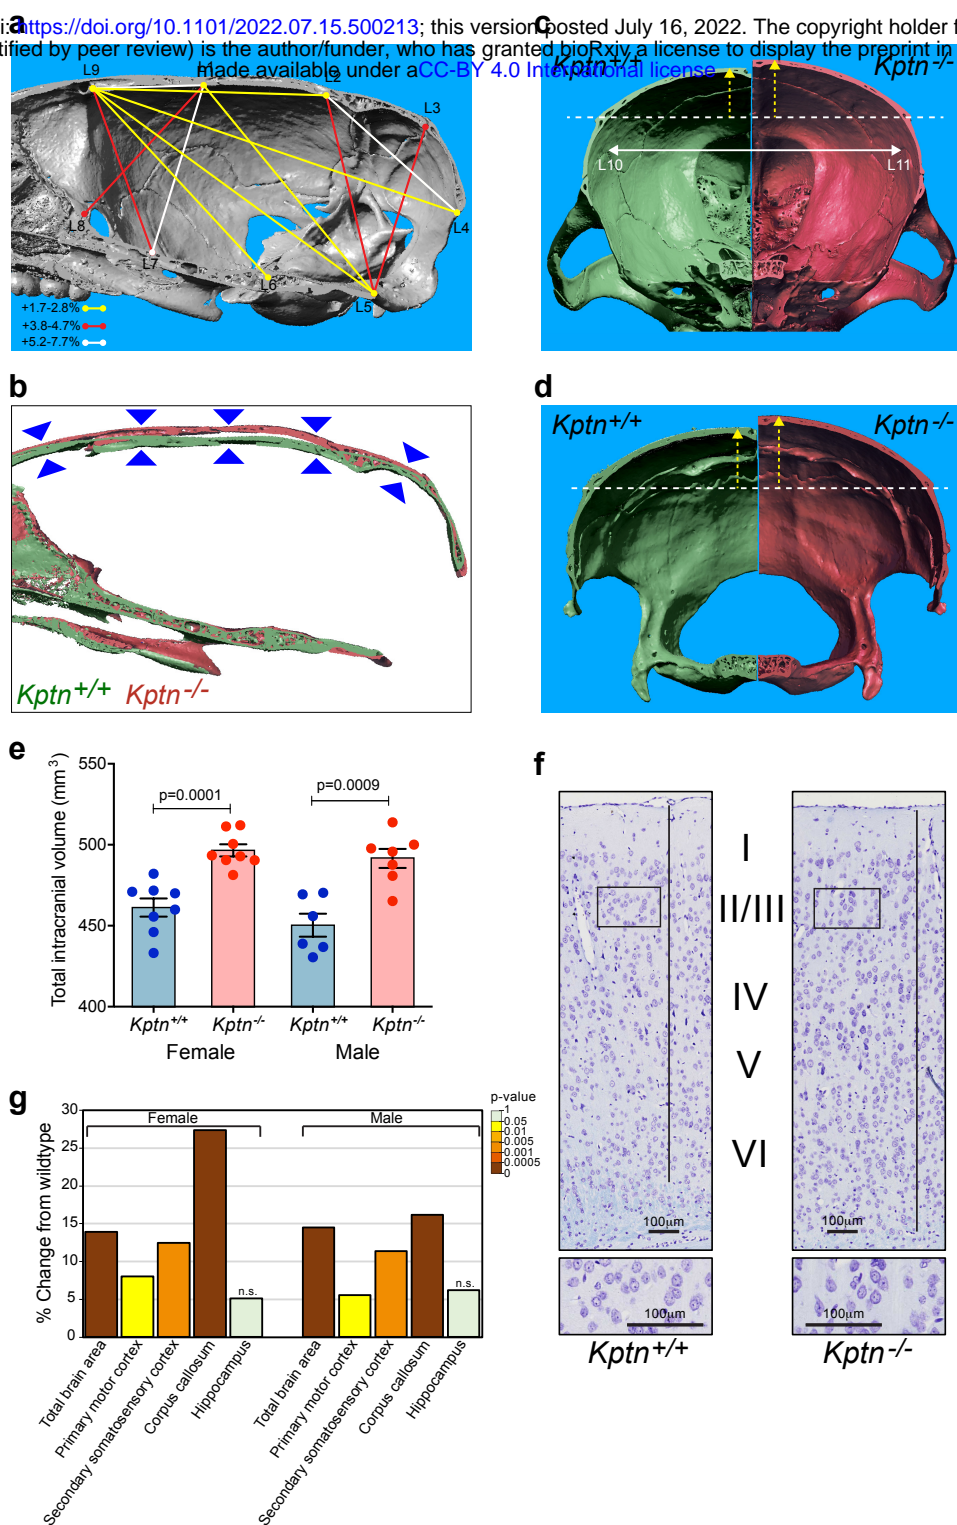 a
i: https://doi.org/10.1101/2022.07.15.500213; this version posted July 16, 2022. The copyright holder f
tified by peer review) is the author/funder, who has granted bioRxiv a license to display the preprint in
made available under aCC-BY 4.0 International license
L9
L1
L2
L3
L4
L5
L6
L7
L8
+1.7-2.8%
+3.8-4.7%
+5.2-7.7%
c
Kptn+/+
Kptn-/-
L10
L11
b
Kptn+/+ Kptn-/-
d
Kptn+/+
Kptn-/-
e
Total intracranial volume (mm3)
550
500
450
400
p=0.0001
p=0.0009
Kptn+/+ Kptn-/- Kptn+/+ Kptn-/-
Female Male
f
I
II/III
IV
V
VI
100µm
100µm
100µm
100µm
Kptn+/+
Kptn-/-
g
% Change from wildtype
30
25
20
15
10
5
0
Female
Male
n.s.
n.s.
p-value
1
0.05
0.01
0.005
0.001
0.0005
0
Total brain area
Primary motor cortex
Secondary somatosensory cortex
Corpus callosum
Hippocampus
Total brain area
Primary motor cortex
Secondary somatosensory cortex
Corpus callosum
Hippocampus